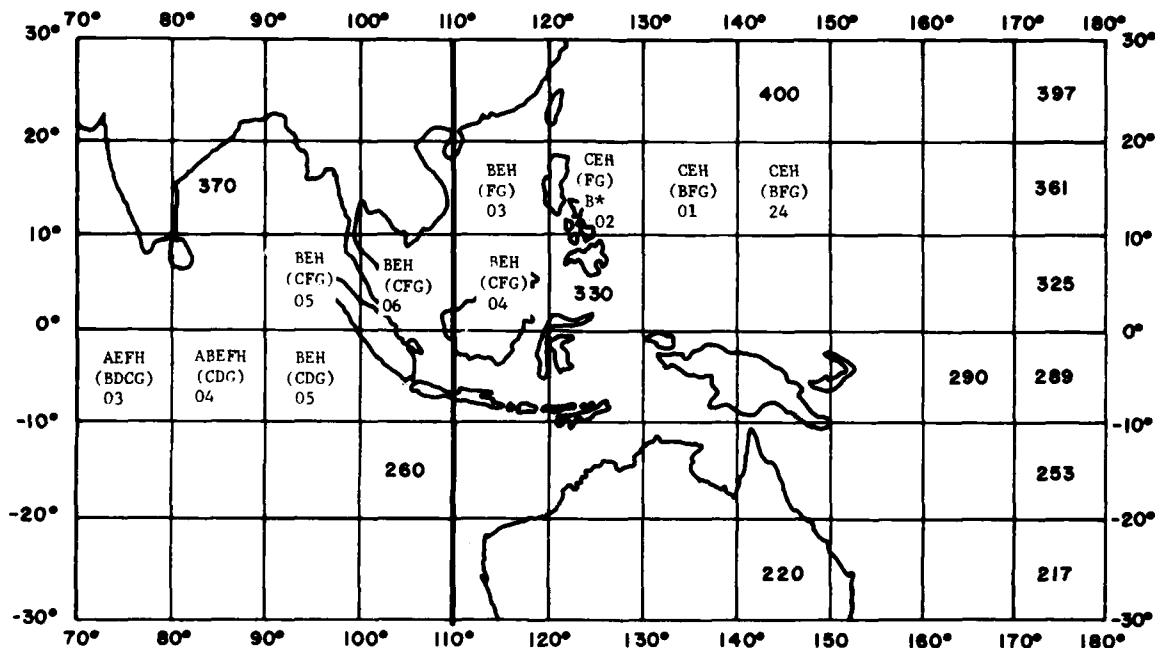 70° 80° 90° 100° 110° 120° 130° 140° 150° 160° 170° 180°
30° 30°
400 397
20° 20°
370
BEH
(FG)
03
CEH
(FG)
B*
02
CEH
(BFG)
01
CEH
(BFG)
24
361
10° 10°
BEH
(CFG)
05
BEH
(CFG)
06
BEH
(CFG)?
04
330 325
0° 0°
AEFH
(BDCG)
03
ABEFH
(CDG)
04
BEH
(CDG)
05
290 289
-10° -10°
260 253
-20° -20°
220 217
-30° -30°
70° 80° 90° 100° 110° 120° 130° 140° 150° 160° 170° 180°